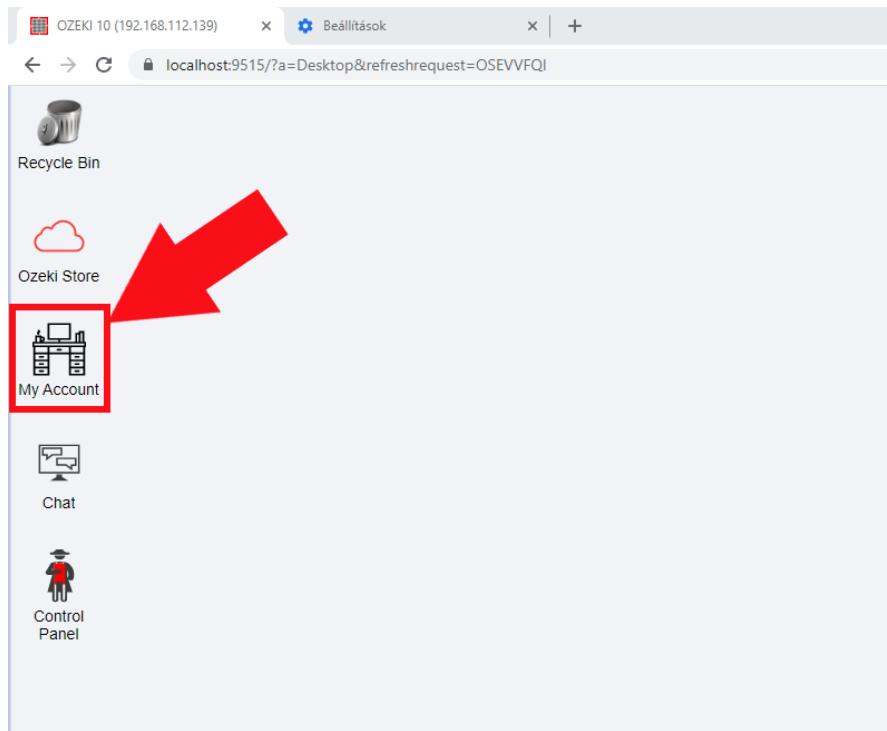 OZEKI 10 (192.168.112.139)
Beállítások
localhost:9515/?a=Desktop&refreshrequest=OSEVVFQI
Recycle Bin
Ozeki Store
My Account
Chat
Control
Panel